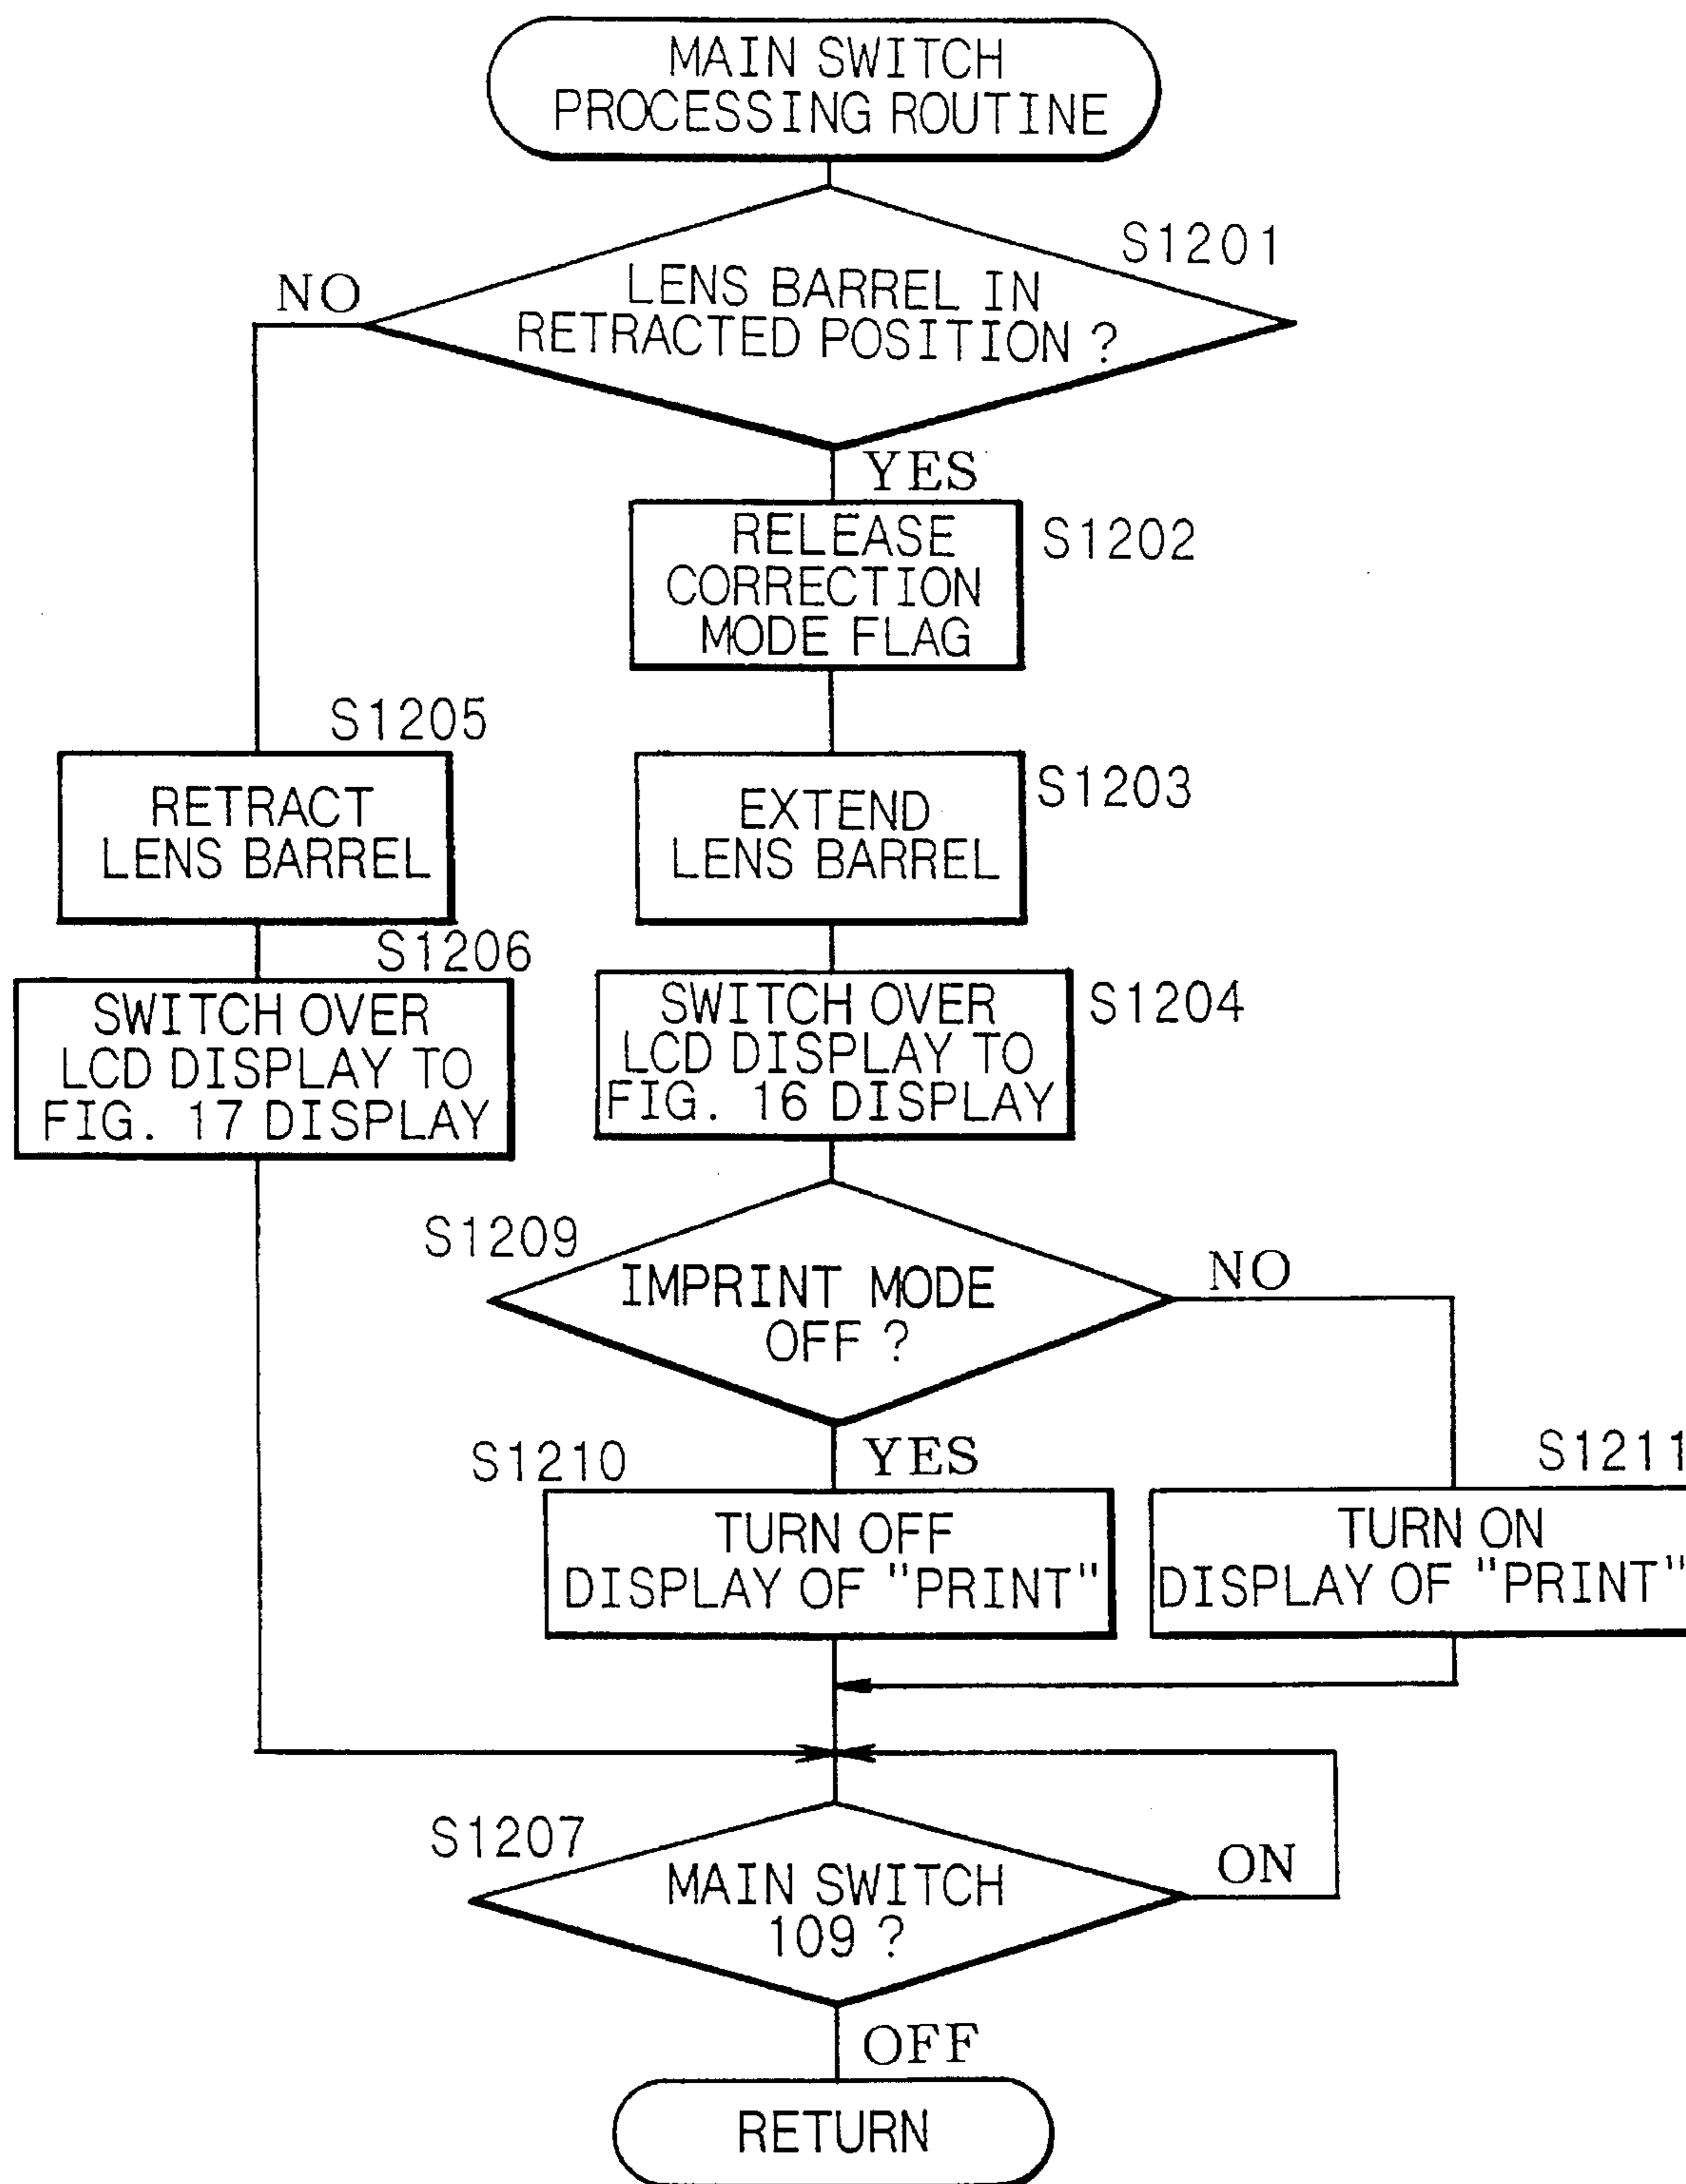 MAIN SWITCH
PROCESSING ROUTINE
S1201
LENS BARREL IN
RETRACTED POSITION ?
NO
YES
RELEASE
CORRECTION
MODE FLAG
S1202
S1205
RETRACT
LENS BARREL
EXTEND
LENS BARREL
S1203
S1206
SWITCH OVER
LCD DISPLAY TO
FIG. 17 DISPLAY
SWITCH OVER
LCD DISPLAY TO
FIG. 16 DISPLAY
S1204
S1209
IMPRINT MODE
OFF ?
NO
YES
S1210
TURN OFF
DISPLAY OF "PRINT"
S1211
TURN ON
DISPLAY OF "PRINT"
S1207
MAIN SWITCH
109 ?
ON
OFF
RETURN